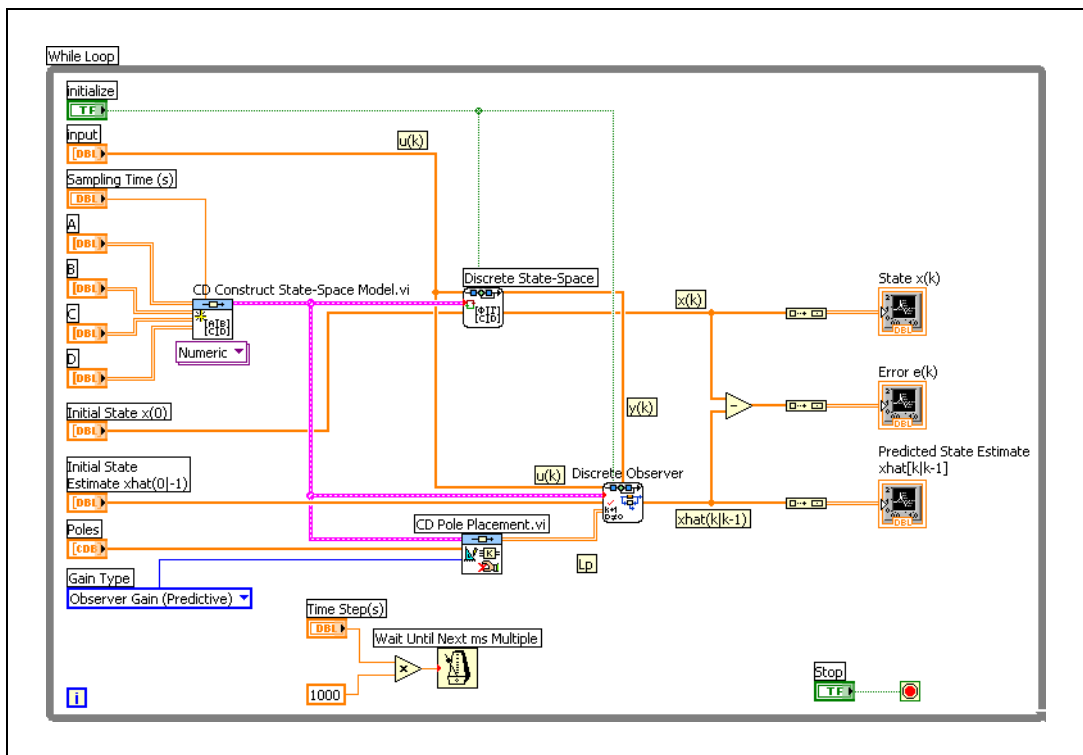 While Loop
initialize
TF
input
[DBL]
u(k)
Sampling Time (s)
DBL
A
[DBL]
B
[DBL]
CD Construct State-Space Model.vi
Discrete State-Space
State x(k)
x(k)
DBL
C
[DBL]
Numeric
D
[DBL]
Error e(k)
DBL
Initial State x(0)
[DBL]
y(k)
Predicted State Estimate
xhat[k|k-1]
DBL
Initial State
Estimate xhat(0|-1)
[DBL]
u(k)
Discrete Observer
xhat(k|k-1)
Poles
[CDB]
CD Pole Placement.vi
K
Lp
Gain Type
Observer Gain (Predictive)
Time Step(s)
DBL
Wait Until Next ms Multiple
1000
Stop
TF
i